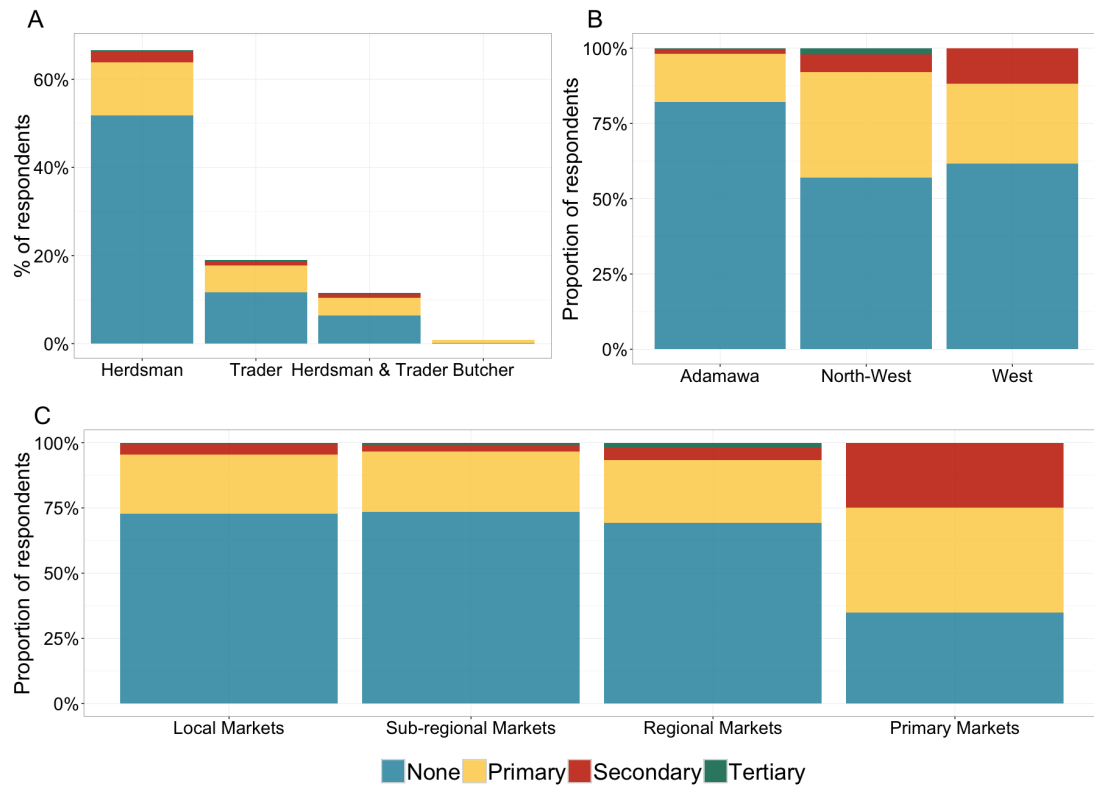 A
% of respondents
60%
40%
20%
0%
Herdsman Trader Herdsman & Trader Butcher
B
Proportion of respondents
100%
75%
50%
25%
0%
Adamawa North-West West
C
Proportion of respondents
100%
75%
50%
25%
0%
Local Markets Sub-regional Markets Regional Markets Primary Markets
None Primary Secondary Tertiary